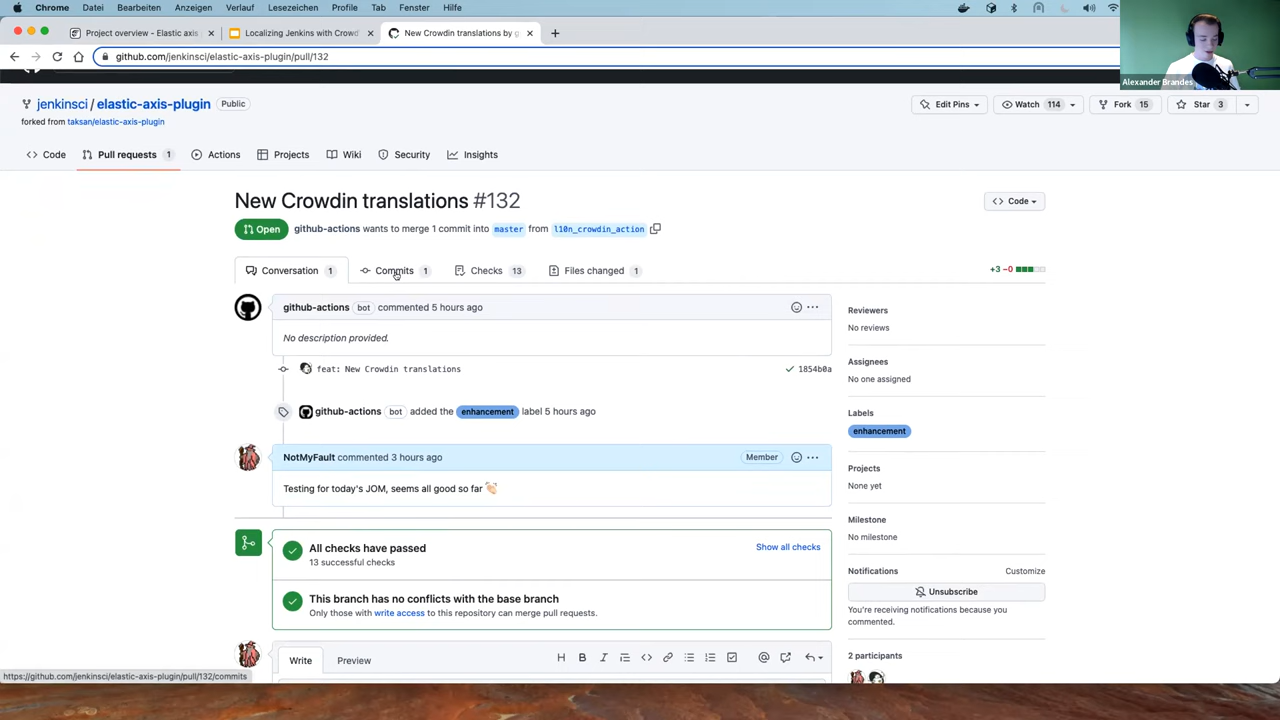 Chrome Datei Bearbeiten Anzeigen Verlauf Lesezeichen Profile Tab Fenster Hilfe
Project overview - Elastic axis
Localizing Jenkins with Crowd
New Crowdin translations by g
github.com/jenkinsci/elastic-axis-plugin/pull/132
Alexander Brandes
jenkinsci / elastic-axis-plugin Public
forked from taksan/elastic-axis-plugin
Edit Pins
Watch 114
Fork 15
Star 3
Code
Pull requests 1
Actions
Projects
Wiki
Security
Insights
New Crowdin translations #132
Code
Open
github-actions wants to merge 1 commit into master from l10n_crowdin_action
Conversation 1
Commits 1
Checks 13
Files changed 1
+3 −0
github-actions bot commented 5 hours ago
No description provided.
feat: New Crowdin translations
1854b0a
github-actions bot added the enhancement label 5 hours ago
NotMyFault commented 3 hours ago
Member
Testing for today's JOM, seems all good so far
All checks have passed
Show all checks
13 successful checks
This branch has no conflicts with the base branch
Only those with write access to this repository can merge pull requests.
Write
Preview
Reviewers
No reviews
Assignees
No one assigned
Labels
enhancement
Projects
None yet
Milestone
No milestone
Notifications
Customize
Unsubscribe
You're receiving notifications because you
commented.
2 participants
https://github.com/jenkinsci/elastic-axis-plugin/pull/132/commits